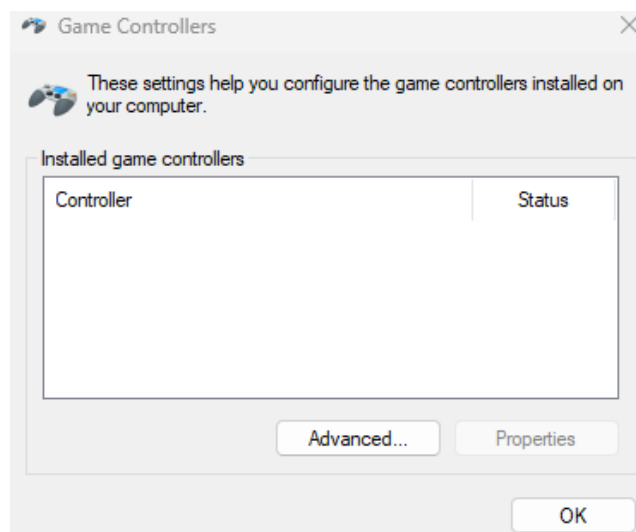 Game Controllers
These settings help you configure the game controllers installed on
your computer.
Installed game controllers
Controller Status
Advanced... Properties
OK